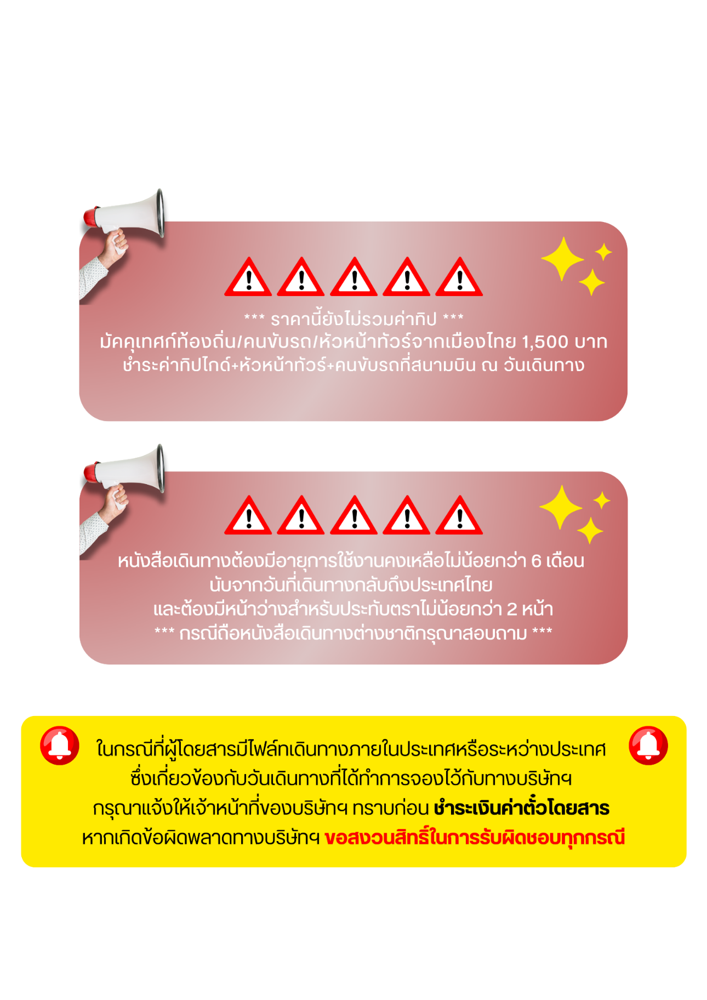 *** ราคานี้ยังไม่รวมค่าทิป ***
มัคคุเทศก์ท้องถิ่น/คนขับรถ/หัวหน้าทัวร์จากเมืองไทย 1,500 บาท
ชำระค่าทิปไกด์+หัวหน้าทัวร์+คนขับรถที่สนามบิน ณ วันเดินทาง
หนังสือเดินทางต้องมีอายุการใช้งานคงเหลือไม่น้อยกว่า 6 เดือน
นับจากวันที่เดินทางกลับถึงประเทศไทย
และต้องมีหน้าว่างสำหรับประทับตราไม่น้อยกว่า 2 หน้า
*** กรณีถือหนังสือเดินทางต่างชาติกรุณาสอบถาม ***
ในกรณีที่ผู้โดยสารมีไฟล์ทเดินทางภายในประเทศหรือระหว่างประเทศ
ซึ่งเกี่ยวข้องกับวันเดินทางที่ได้ทำการจองไว้กับทางบริษัทฯ
กรุณาแจ้งให้เจ้าหน้าที่ของบริษัทฯ ทราบก่อน ชำระเงินค่าตั๋วโดยสาร
หากเกิดข้อผิดพลาดทางบริษัทฯ ขอสงวนสิทธิ์ในการรับผิดชอบทุกกรณี